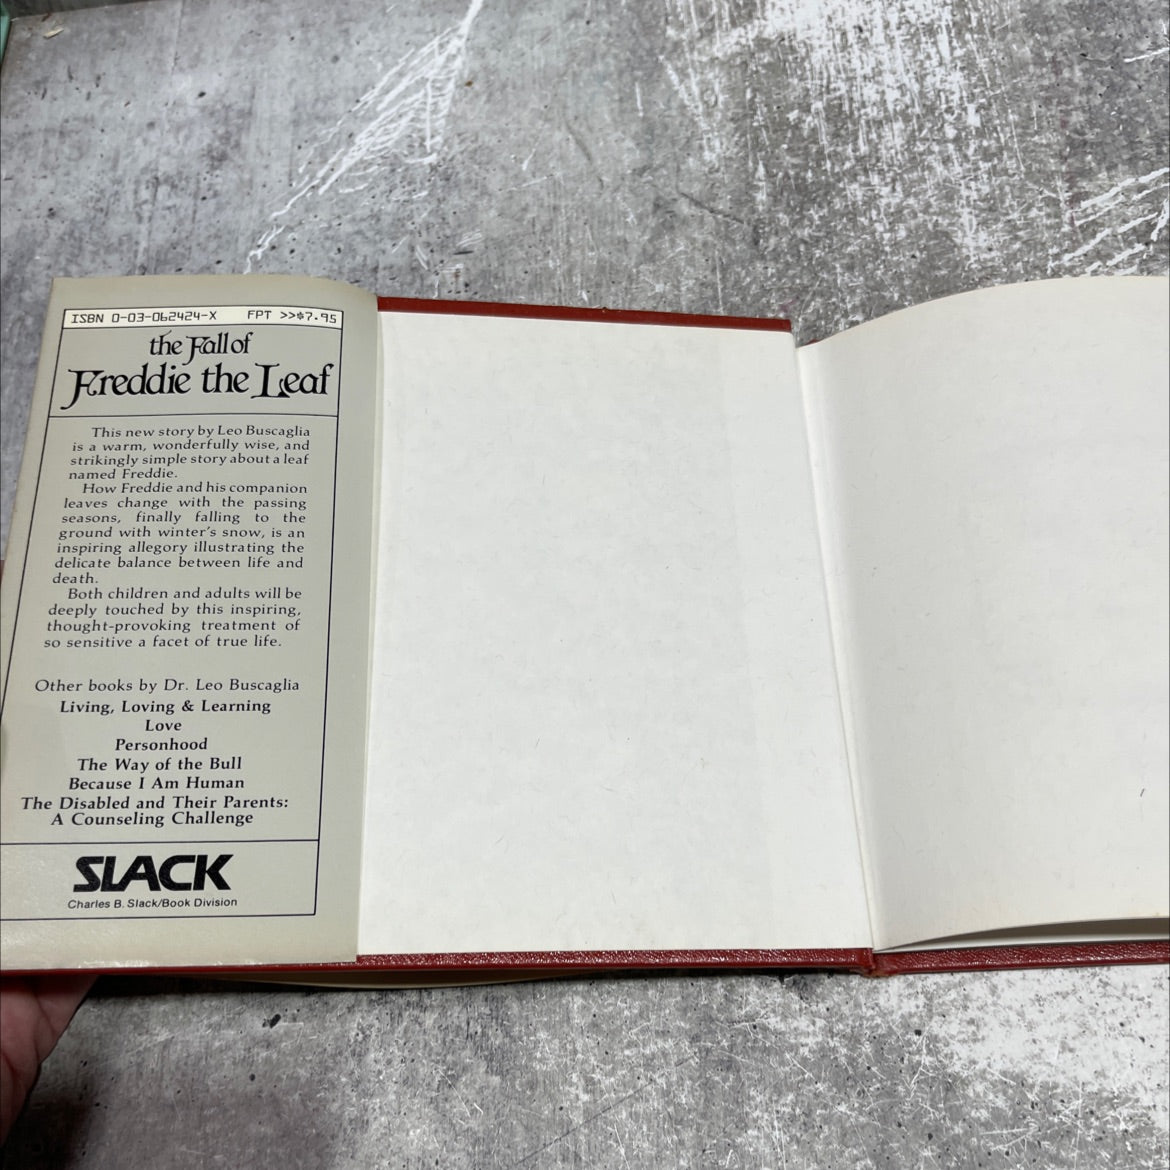 ISBN 0-03-062424-X FPT >>$7.95
the Fall of
Freddie the Leaf
This new story by Leo Buscaglia
is a warm, wonderfully wise, and
strikingly simple story about a leaf
named Freddie.
How Freddie and his companion
leaves change with the passing
seasons, finally falling to the
ground with winter's snow, is an
inspiring allegory illustrating the
delicate balance between life and
death.
Both children and adults will be
deeply touched by this inspiring,
thought-provoking treatment of
so sensitive a facet of true life.
Other books by Dr. Leo Buscaglia
Living, Loving & Learning
Love
Personhood
The Way of the Bull
Because I Am Human
The Disabled and Their Parents:
A Counseling Challenge
SLACK
Charles B. Slack/Book Division